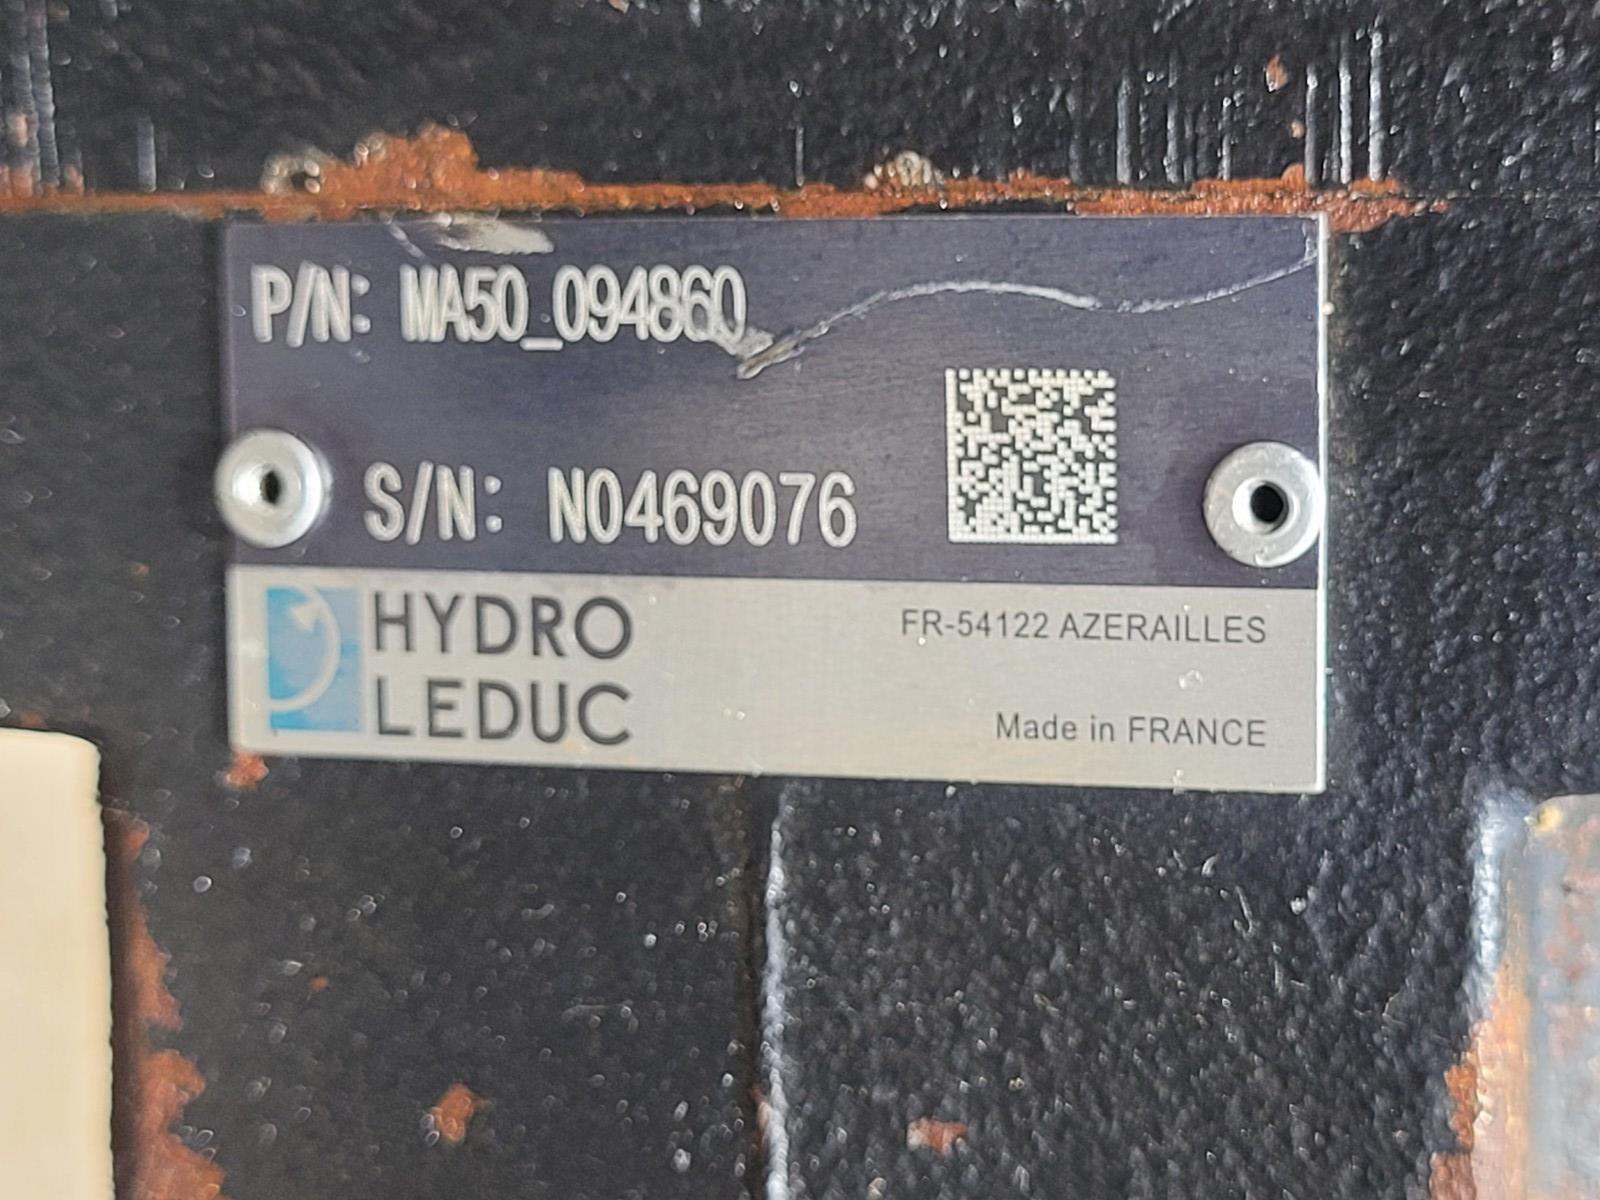 P/N: MA50_094860
S/N: N0469076
HYDRO
LEDUC
FR-54122 AZERAILLES
Made in FRANCE